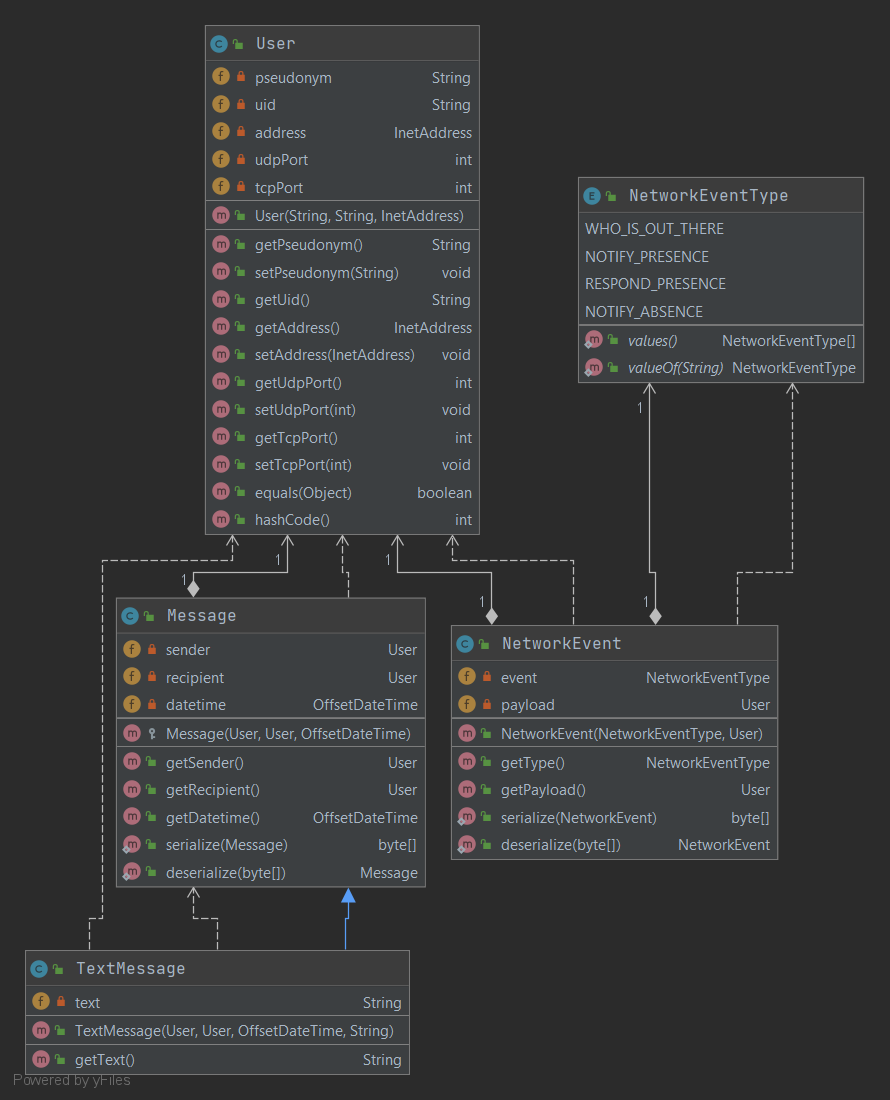 User
pseudonym String
uid String
address InetAddress
udpPort int
tcpPort int
User(String, String, InetAddress)
getPseudonym() String
setPseudonym(String) void
getUid() String
getAddress() InetAddress
setAddress(InetAddress) void
getUdpPort() int
setUdpPort(int) void
getTcpPort() int
setTcpPort(int) void
equals(Object) boolean
hashCode() int
NetworkEventType
WHO_IS_OUT_THERE
NOTIFY_PRESENCE
RESPOND_PRESENCE
NOTIFY_ABSENCE
values() NetworkEventType[]
valueOf(String) NetworkEventType
1
1
1
1
1
1
Message
sender User
recipient User
datetime OffsetDateTime
Message(User, User, OffsetDateTime)
getSender() User
getRecipient() User
getDatetime() OffsetDateTime
serialize(Message) byte[]
deserialize(byte[]) Message
NetworkEvent
event NetworkEventType
payload User
NetworkEvent(NetworkEventType, User)
getType() NetworkEventType
getPayload() User
serialize(NetworkEvent) byte[]
deserialize(byte[]) NetworkEvent
TextMessage
text String
TextMessage(User, User, OffsetDateTime, String)
getText() String
Powered by yFiles